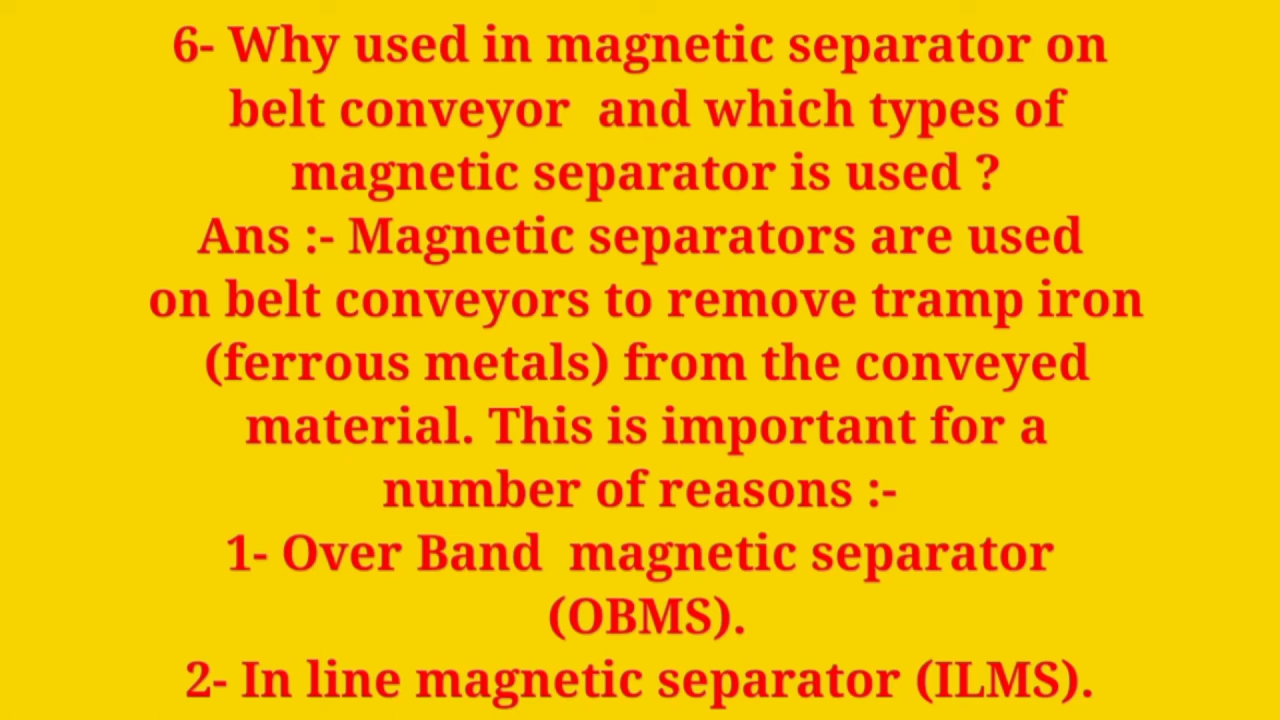 6- Why used in magnetic separator on
belt conveyor and which types of
magnetic separator is used ?
Ans :- Magnetic separators are used
on belt conveyors to remove tramp iron
(ferrous metals) from the conveyed
material. This is important for a
number of reasons :-
1- Over Band magnetic separator
(OBMS).
2- In line magnetic separator (ILMS).